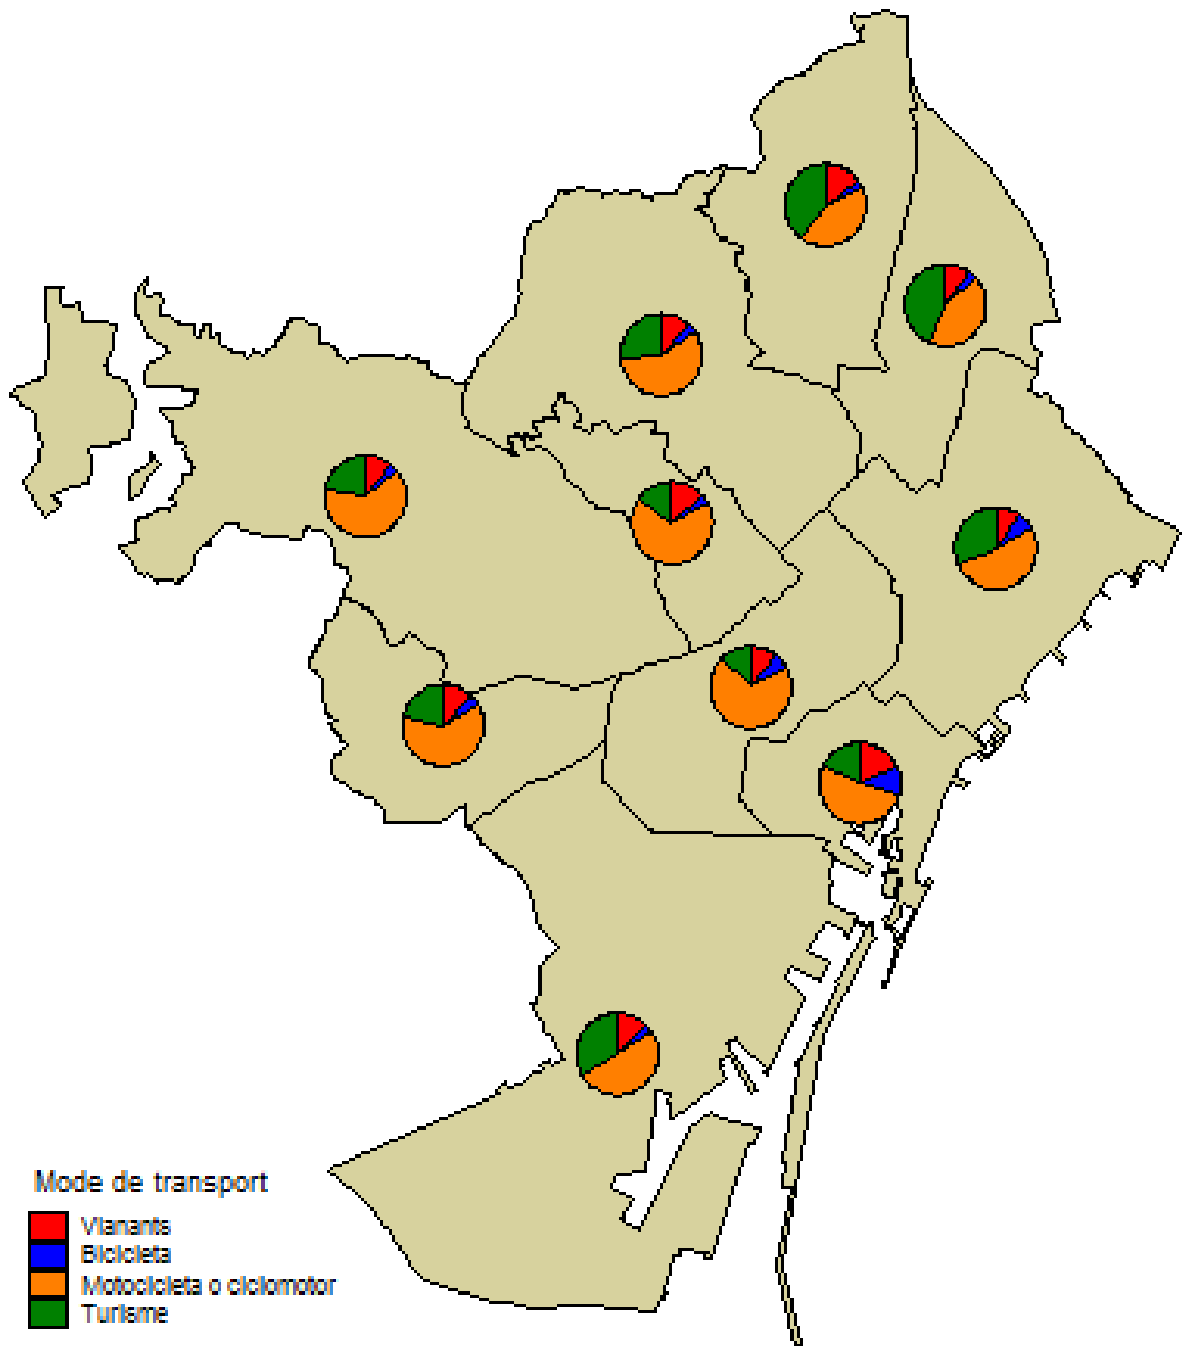 Mode de transport
Vianants
Bicicleta
Motocicleta o ciclomotor
Turisme